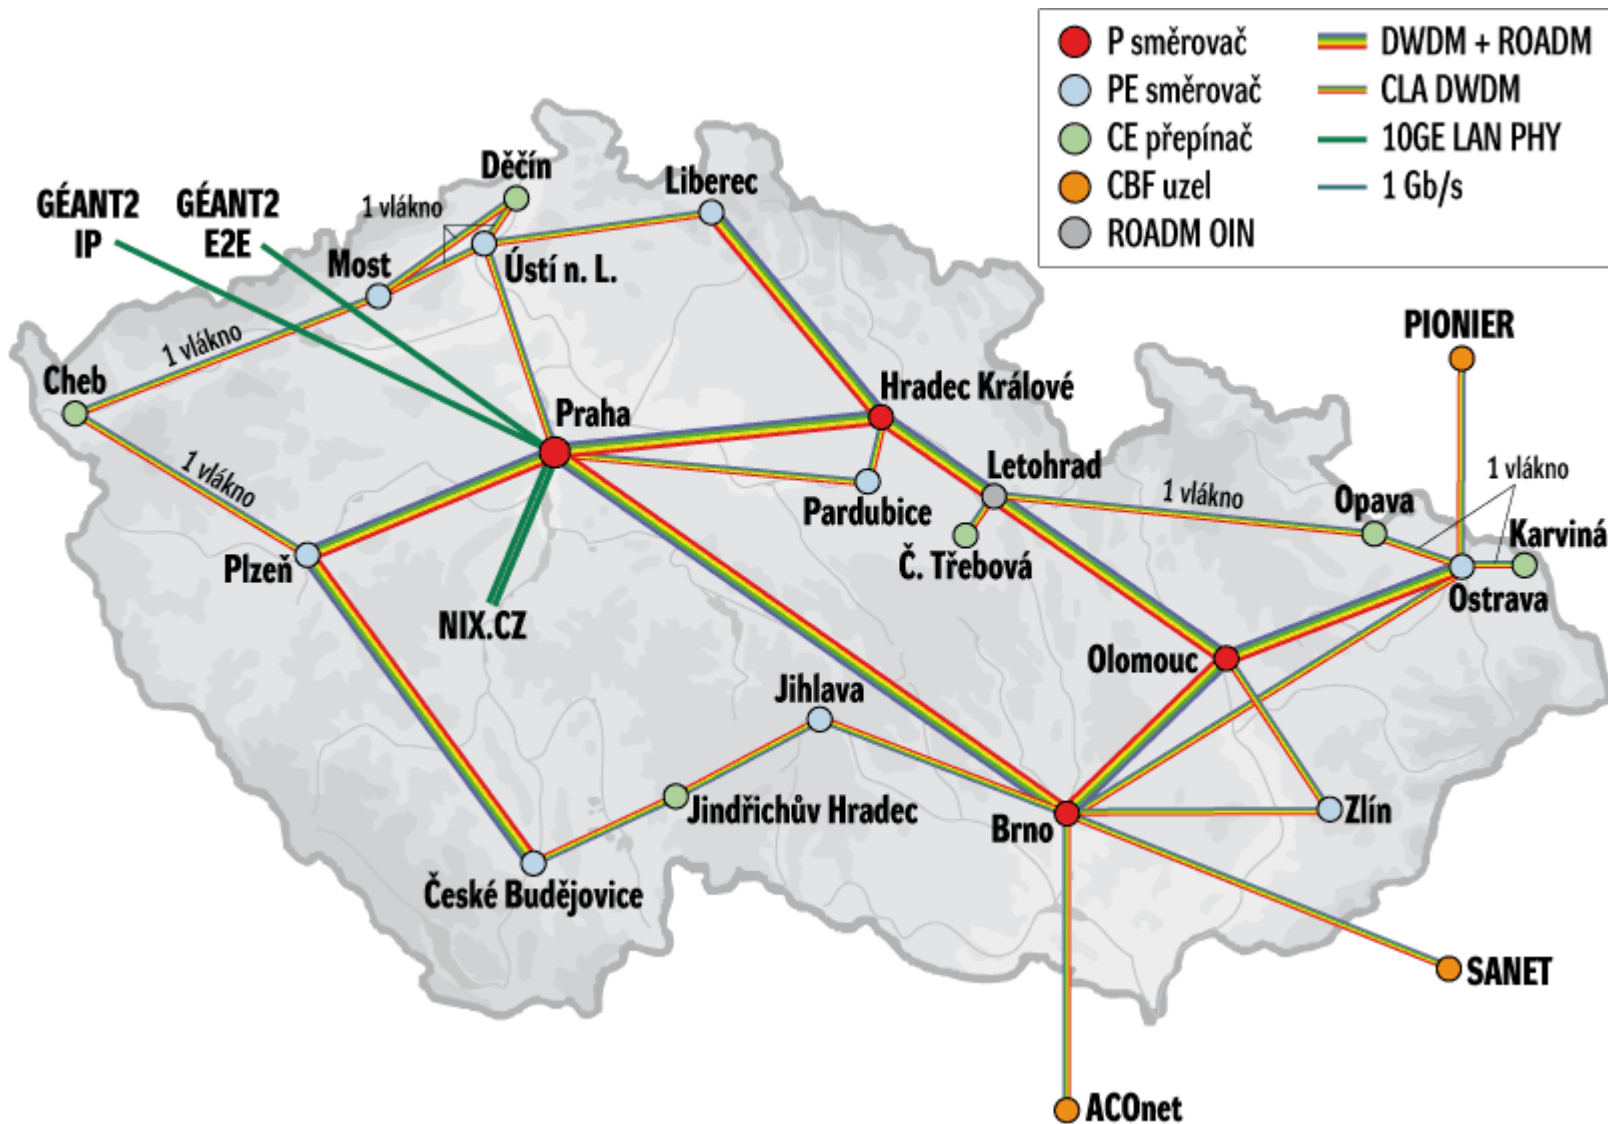 P směrovač
DWDM + ROADM
PE směrovač
CLA DWDM
CE přepínač
10GE LAN PHY
CBF uzel
1 Gb/s
ROADM OIN
Děčín
Liberec
GÉANT2
IP
GÉANT2
E2E
1 vlákno
Most
Ústí n. L.
1 vlákno
Cheb
PIONIER
Hradec Králové
Praha
1 vlákno
Letohrad
1 vlákno
1 vlákno
Pardubice
Opava
Karviná
Č. Třebová
Plzeň
Ostrava
NIX.CZ
Olomouc
Jihlava
Jindřichův Hradec
Brno
Zlín
České Budějovice
SANET
ACOnet